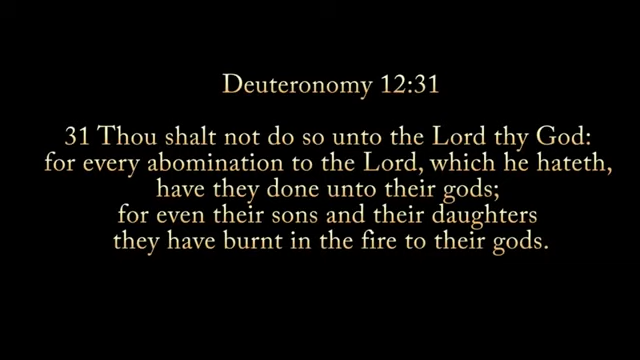 Deuteronomy 12:31
31 Thou shalt not do so unto the Lord thy God:
for every abomination to the Lord, which he hateth,
have they done unto their gods;
for even their sons and their daughters
they have burnt in the fire to their gods.